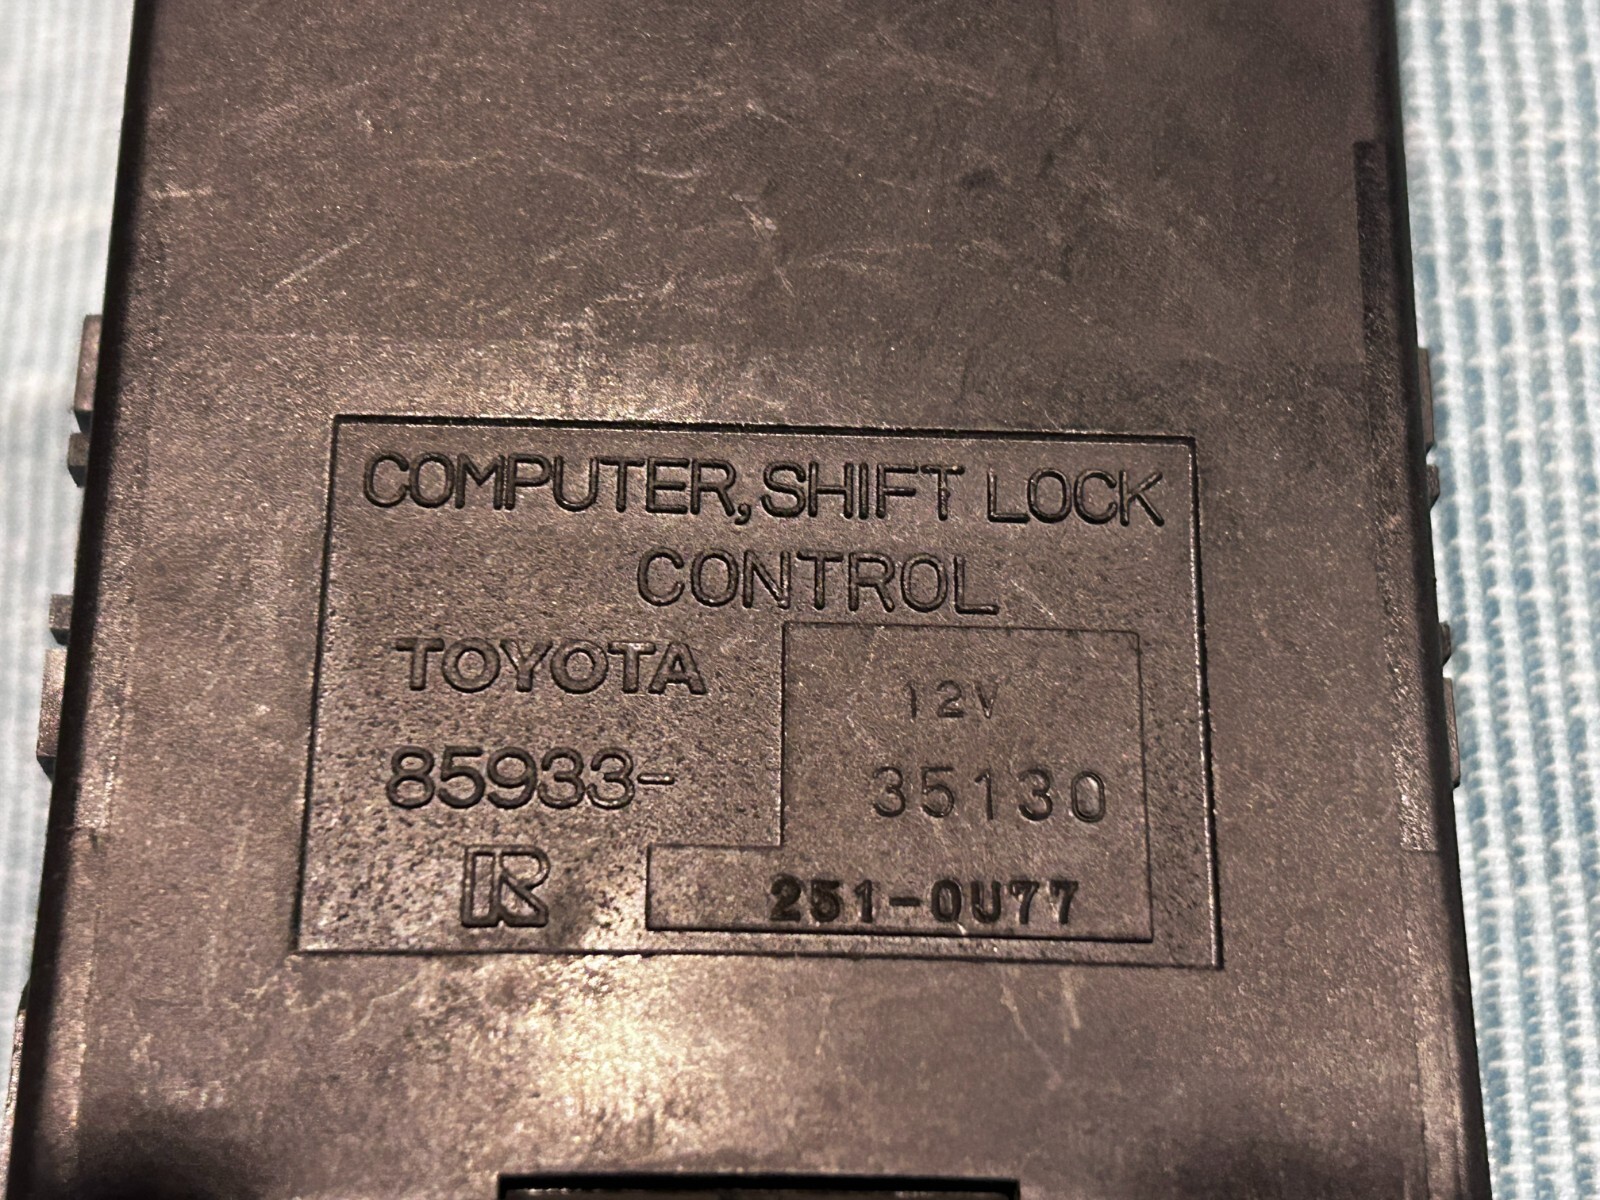 COMPUTER, SHIFT LOCK
CONTROL
TOYOTA
12V
85933- 35130
R
251-0U77